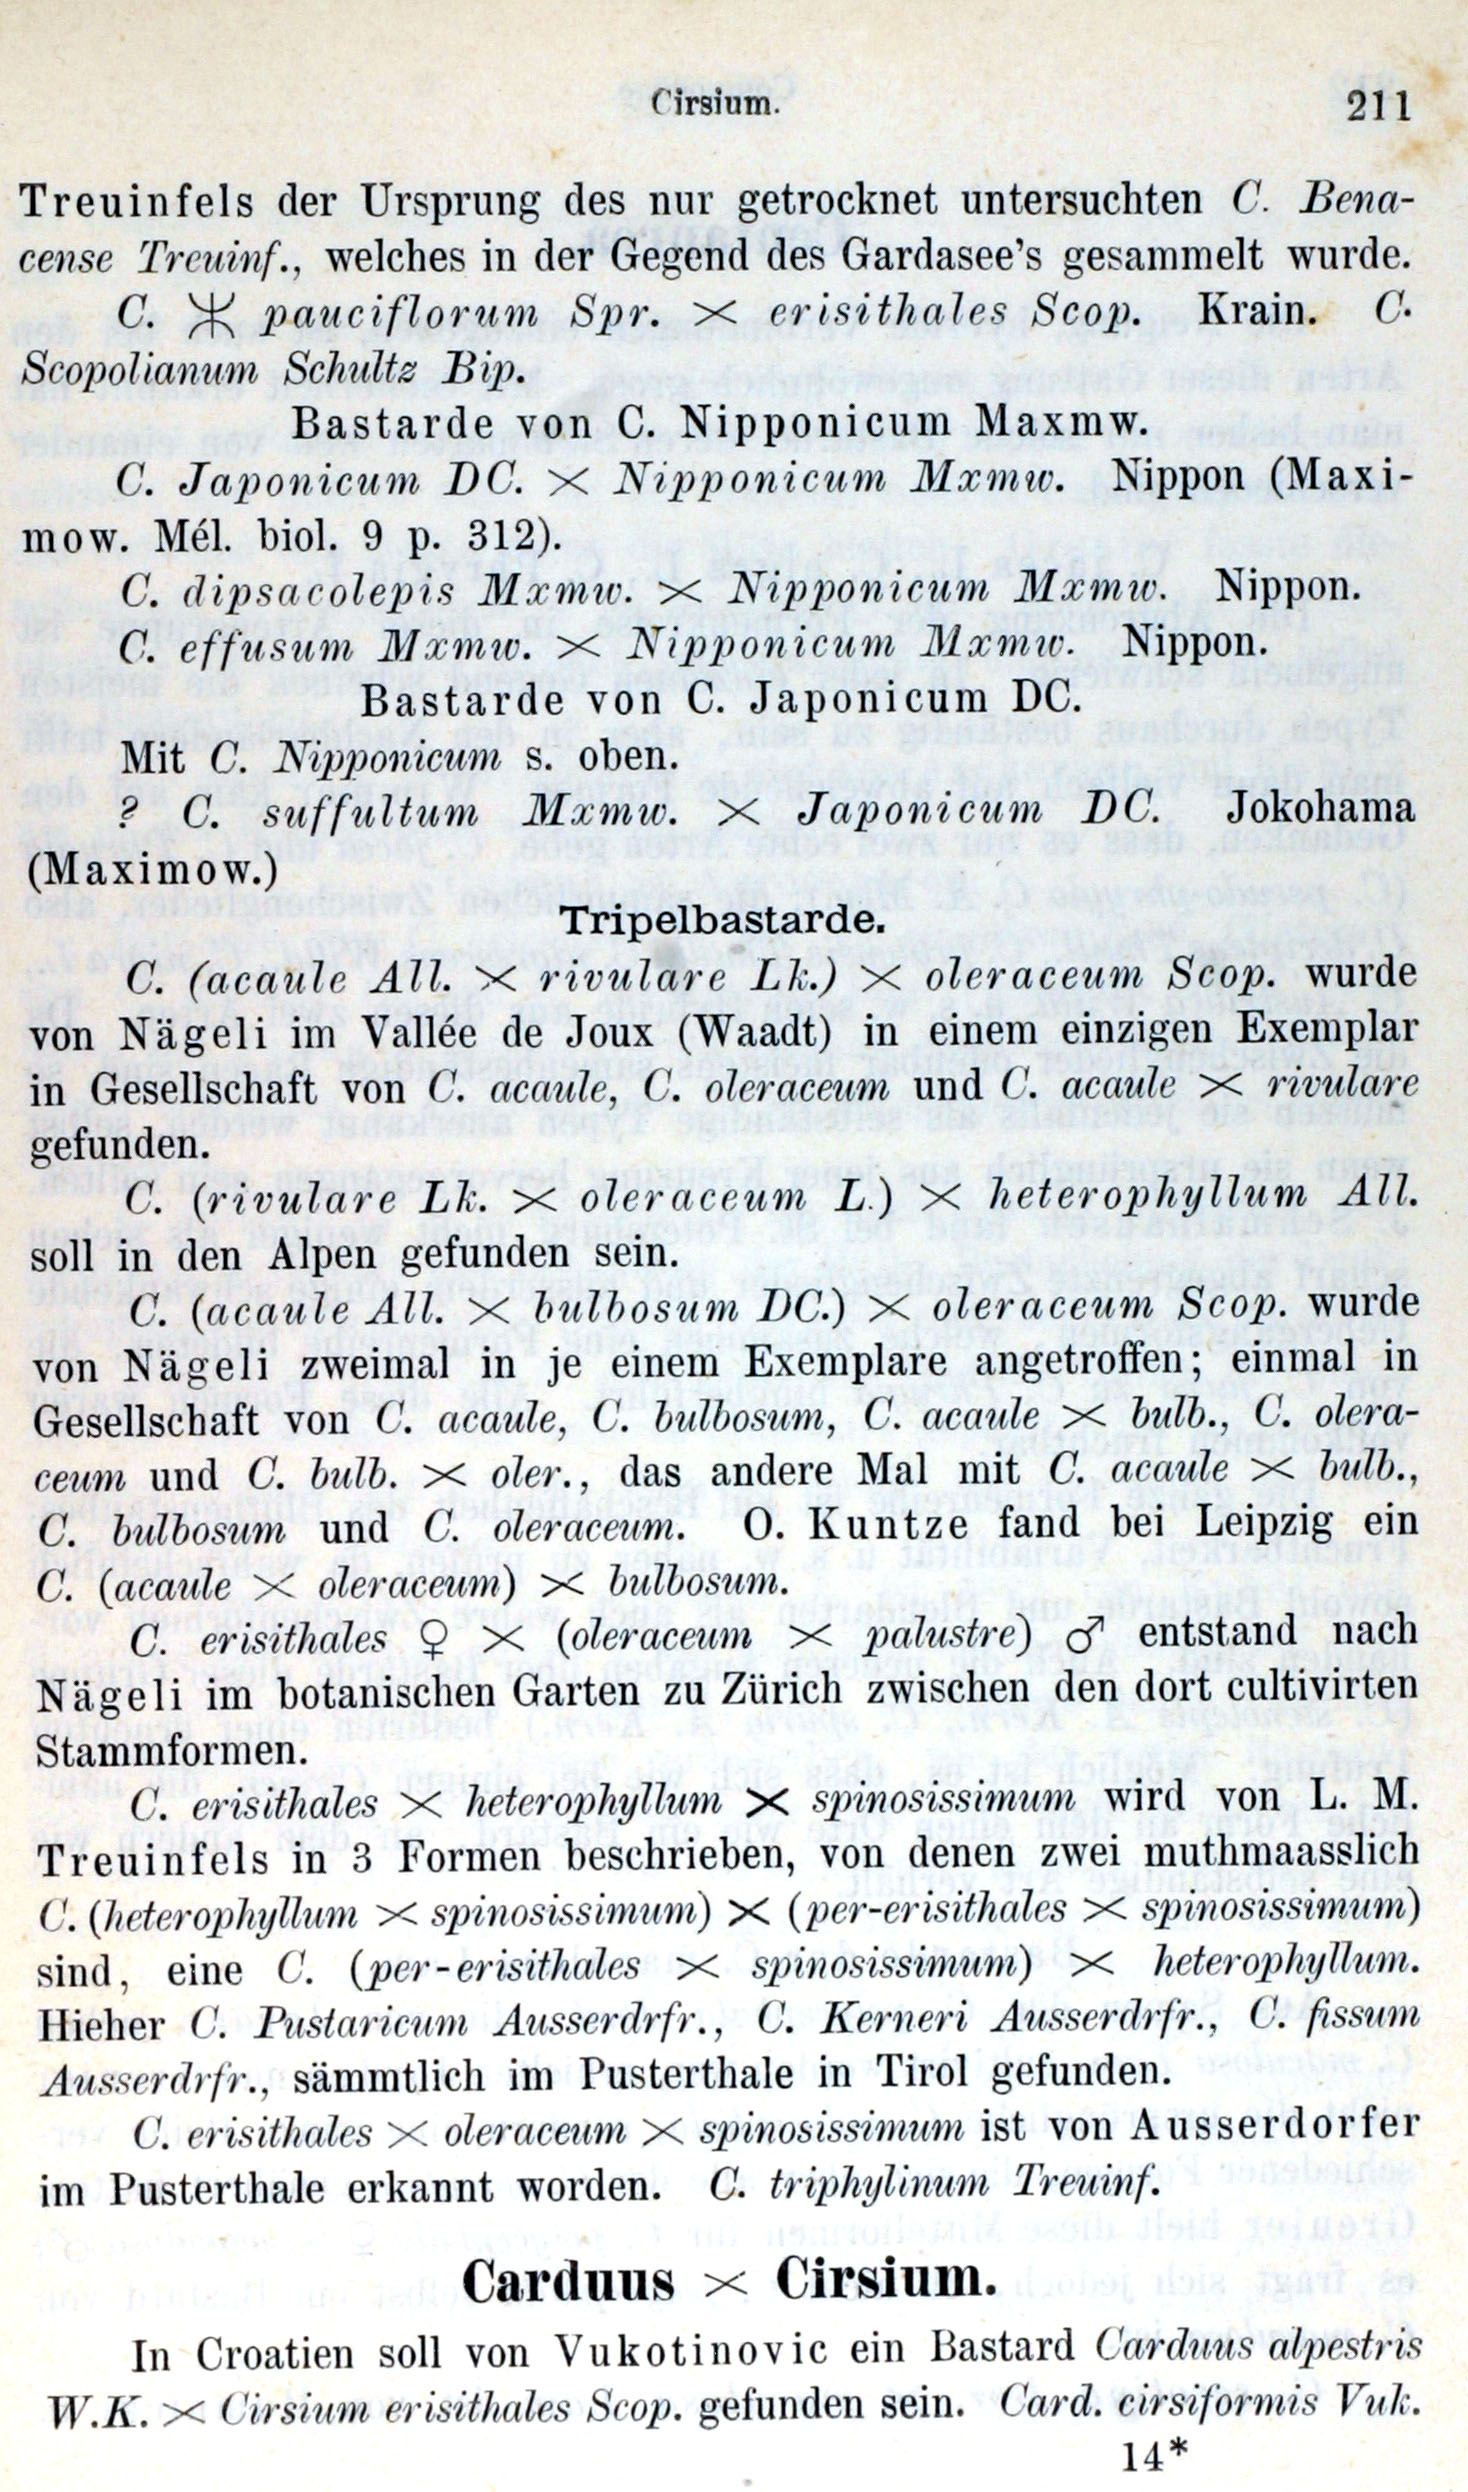 Cirsium. 211
Treuinfels der Ursprung des nur getrocknet untersuchten C. Bena-
cense Treuinf., welches in der Gegend des Gardasee's gesammelt wurde.
C. pauciflorum Spr. × erisithales Scop. Krain. C.
Scopolianum Schultz Bip.
Bastarde von C. Nipponicum Maxmw.
C. Japonicum DC. × Nipponicum Mxmw. Nippon (Maxi-
mow. Mél. biol. 9 p. 312).
C. dipsacolepis Mxmw. × Nipponicum Mxmw. Nippon.
C. effusum Mxmw. × Nipponicum Mxmw. Nippon.
Bastarde von C. Japonicum DC.
Mit C. Nipponicum s. oben.
? C. suffultum Mxmw. × Japonicum DC. Jokohama
(Maximow.)
Tripelbastarde.
C. (acaule All. × rivulare Lk.) × oleraceum Scop. wurde
von Nägeli im Vallée de Joux (Waadt) in einem einzigen Exemplar
in Gesellschaft von C. acaule, C. oleraceum und C. acaule × rivulare
gefunden.
C. (rivulare Lk. × oleraceum L.) × heterophyllum All.
soll in den Alpen gefunden sein.
C. (acaule All. × bulbosum DC.) × oleraceum Scop. wurde
von Nägeli zweimal in je einem Exemplare angetroffen; einmal in
Gesellschaft von C. acaule, C. bulbosum, C. acaule × bulb., C. olera-
ceum und C. bulb. × oler., das andere Mal mit C. acaule × bulb.,
C. bulbosum und C. oleraceum. O. Kuntze fand bei Leipzig ein
C. (acaule × oleraceum) × bulbosum.
C. erisithales ♀ × (oleraceum × palustre) ♂ entstand nach
Nägeli im botanischen Garten zu Zürich zwischen den dort cultivirten
Stammformen.
C. erisithales × heterophyllum × spinosissimum wird von L. M.
Treuinfels in 3 Formen beschrieben, von denen zwei muthmaasslich
C. (heterophyllum × spinosissimum) × (per-erisithales × spinosissimum)
sind, eine C. (per-erisithales × spinosissimum) × heterophyllum.
Hieher C. Pustaricum Ausserdrfr., C. Kerneri Ausserdrfr., C. fissum
Ausserdrfr., sämmtlich im Pusterthale in Tirol gefunden.
C. erisithales × oleraceum × spinosissimum ist von Ausserdorfer
im Pusterthale erkannt worden. C. triphylinum Treuinf.
Carduus × Cirsium.
In Croatien soll von Vukotinovic ein Bastard Carduus alpestris
W.K. × Cirsium erisithales Scop. gefunden sein. Card. cirsiformis Vuk.
14*